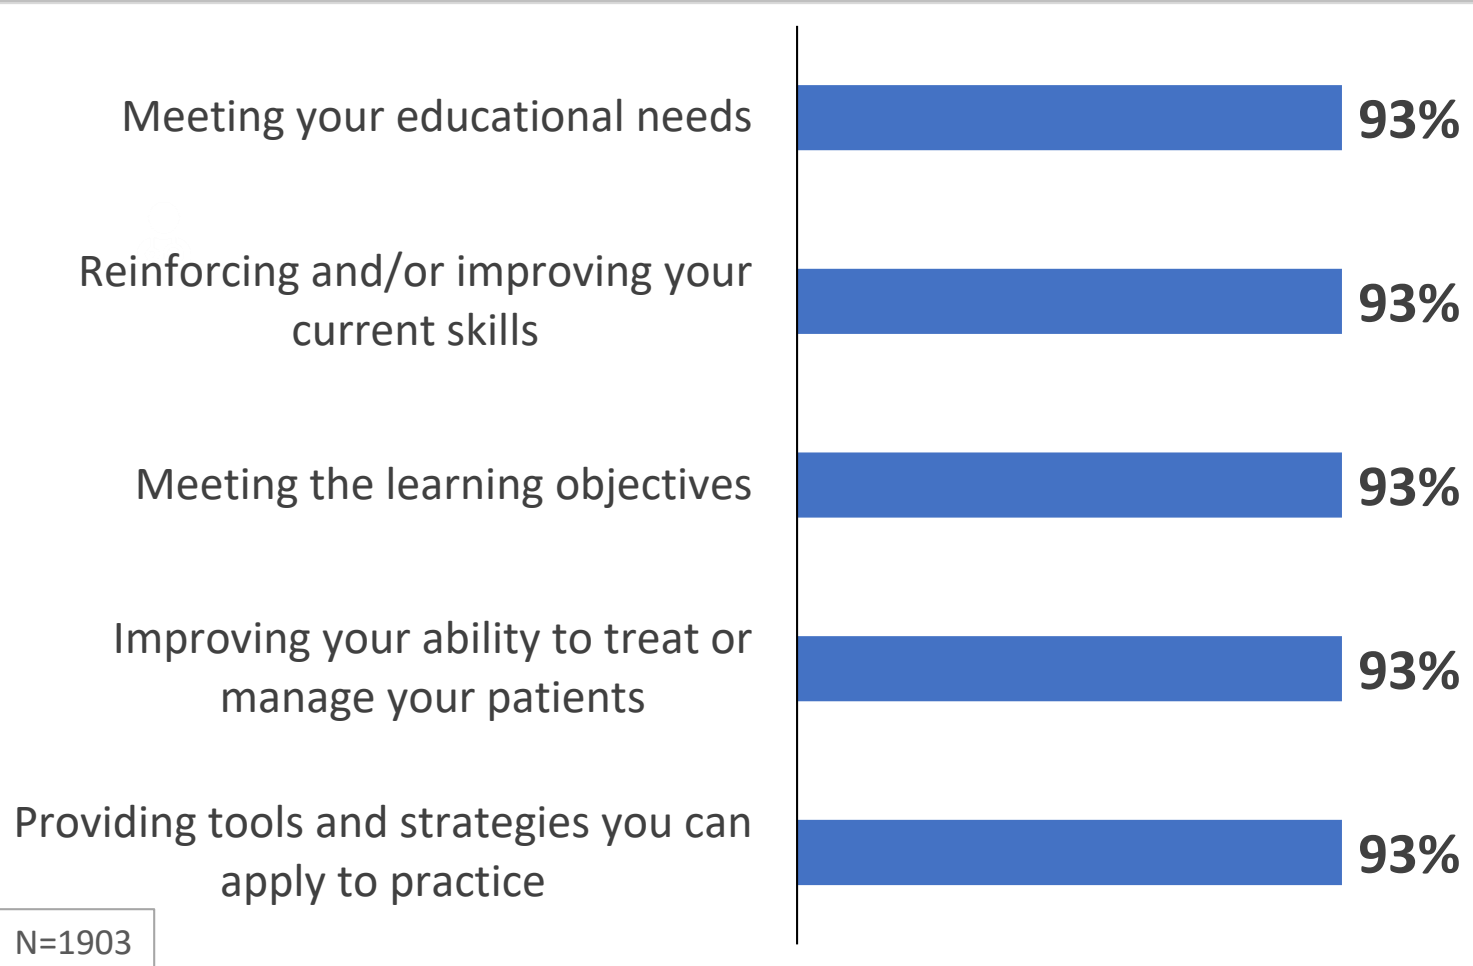 Meeting your educational needs
93%
Reinforcing and/or improving your
current skills
93%
Meeting the learning objectives
93%
Improving your ability to treat or
manage your patients
93%
Providing tools and strategies you can
apply to practice
93%
N=1903